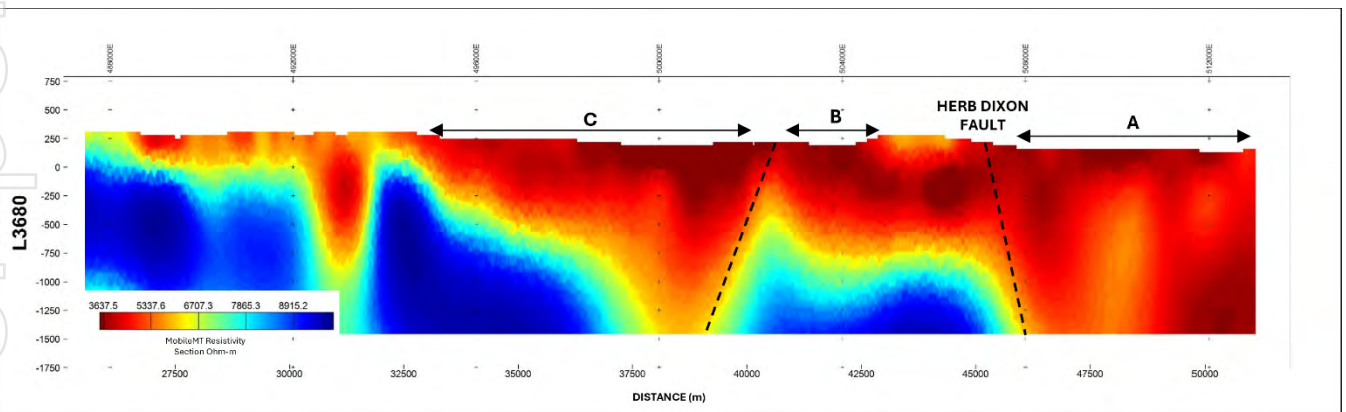 488000E 492000E 496000E 500000E 504000E 508000E 512000E
750
500
250
0
-250
-500
-750
-1000
-1250
-1500
-1750
L3680
C
B
HERB DIXON
FAULT
A
3637.5 5337.6 6707.3 7865.3 8915.2
MobileMT Resistivity
Section Ohm-m
27500 30000 32500 35000 37500 40000 42500 45000 47500 50000
DISTANCE (m)